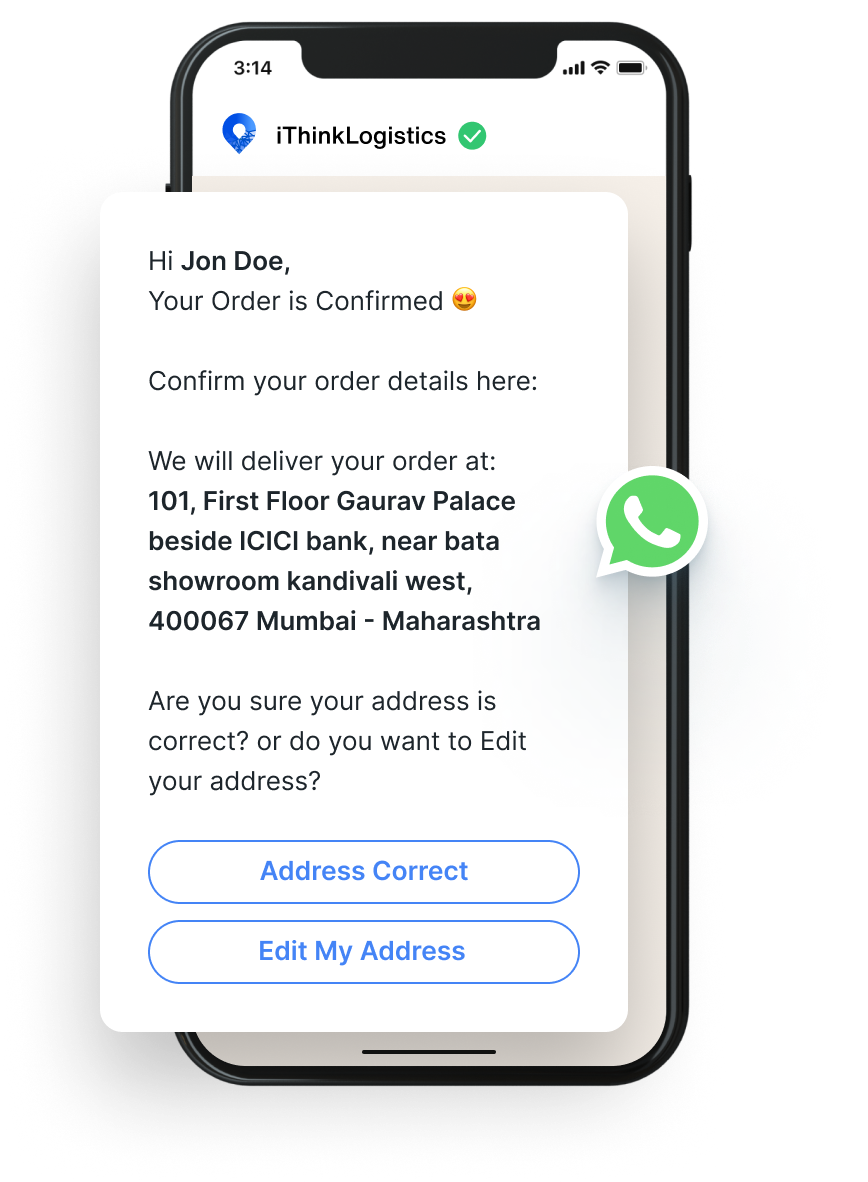 3:14
iThinkLogistics
Hi Jon Doe,
Your Order is Confirmed 😍
Confirm your order details here:
We will deliver your order at:
101, First Floor Gaurav Palace
beside ICICI bank, near bata
showroom kandivali west,
400067 Mumbai - Maharashtra
Are you sure your address is
correct? or do you want to Edit
your address?
Address Correct
Edit My Address